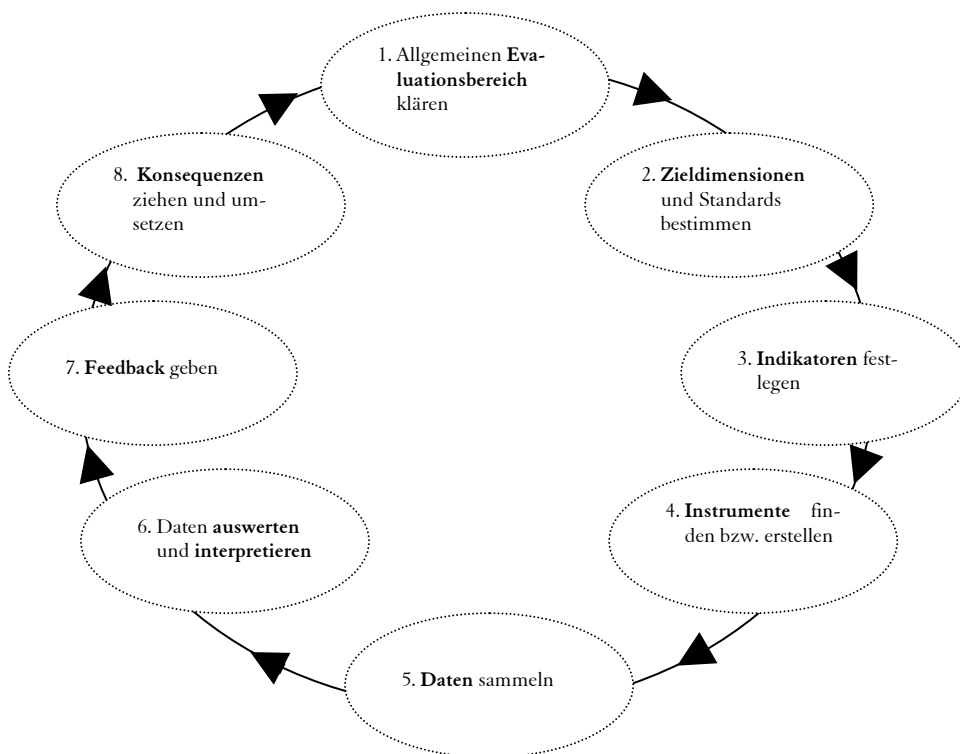 1. Allgemeinen Eva-
luationsbereich
klären
2. Zieldimensionen
und Standards
bestimmen
3. Indikatoren fest-
legen
4. Instrumente fin-
den bzw. erstellen
5. Daten sammeln
6. Daten auswerten
und interpretieren
7. Feedback geben
8. Konsequenzen
ziehen und um-
setzen